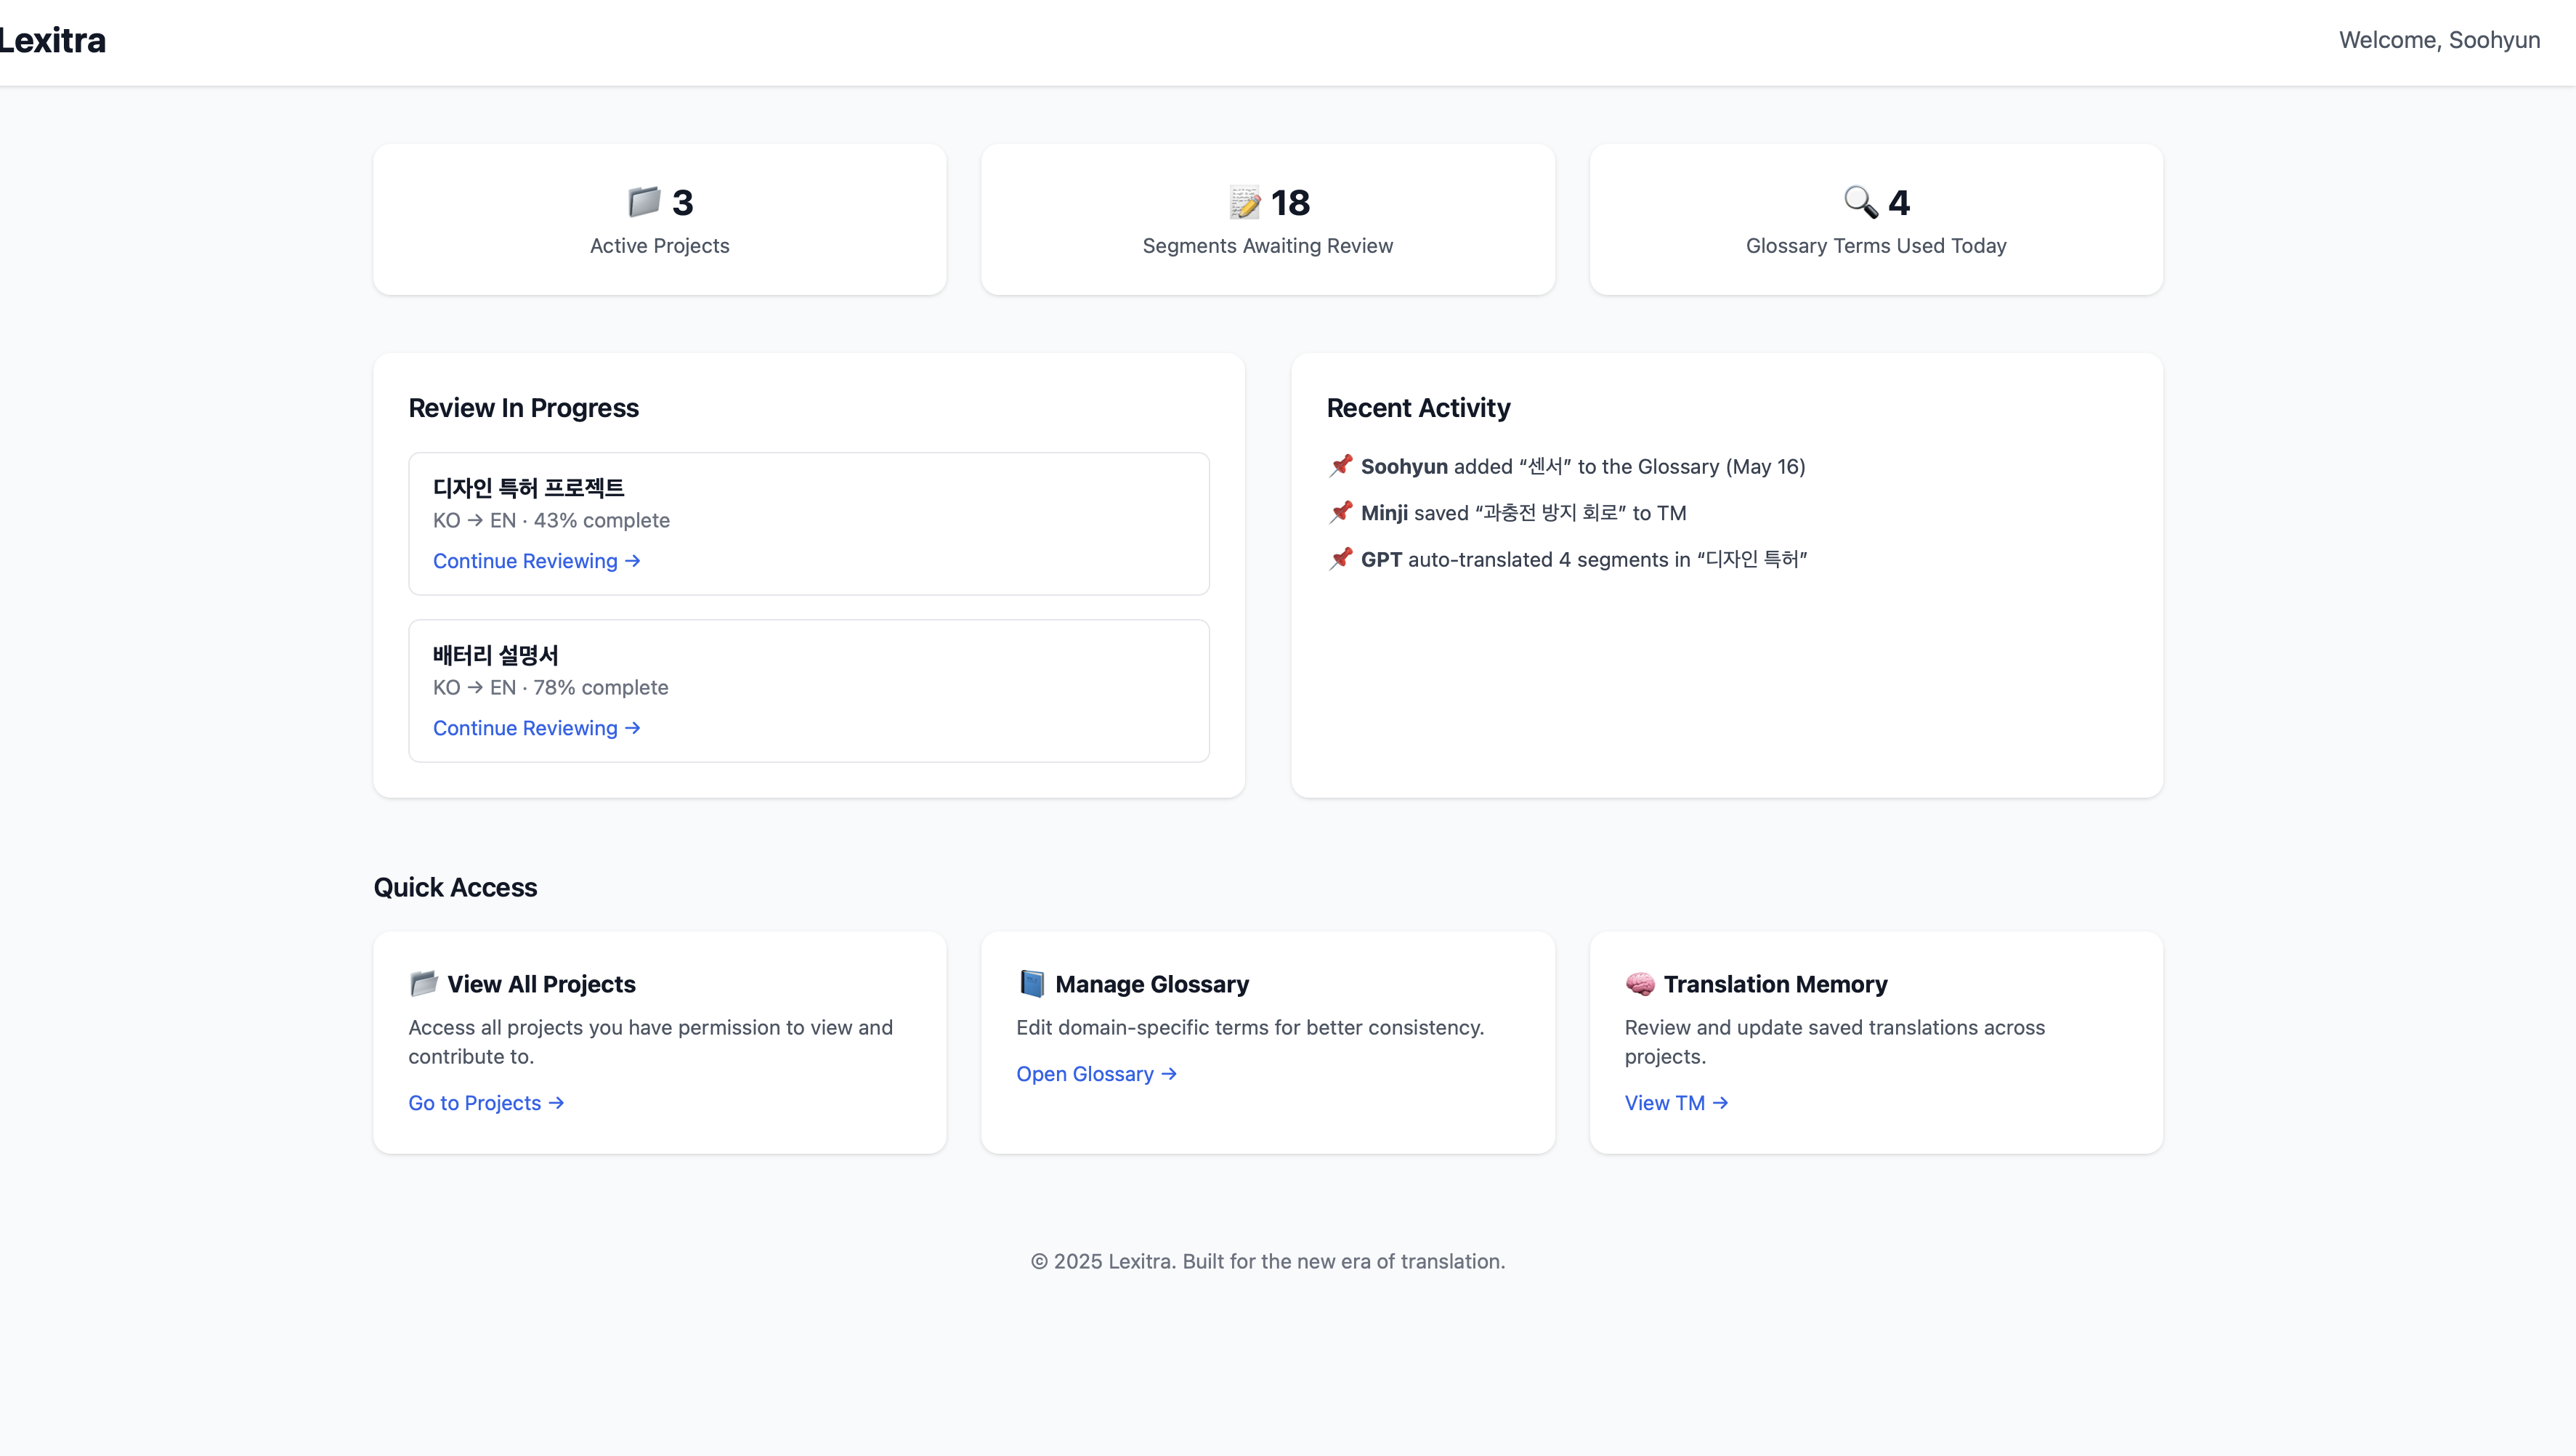 Lexitra
Welcome, Soohyun
3
Active Projects
18
Segments Awaiting Review
4
Glossary Terms Used Today
Review In Progress
디자인 특허 프로젝트
KO → EN · 43% complete
Continue Reviewing →
배터리 설명서
KO → EN · 78% complete
Continue Reviewing →
Recent Activity
Soohyun added “센서” to the Glossary (May 16)
Minji saved “과충전 방지 회로” to TM
GPT auto-translated 4 segments in “디자인 특허”
Quick Access
View All Projects
Access all projects you have permission to view and
contribute to.
Go to Projects →
Manage Glossary
Edit domain-specific terms for better consistency.
Open Glossary →
Translation Memory
Review and update saved translations across
projects.
View TM →
© 2025 Lexitra. Built for the new era of translation.